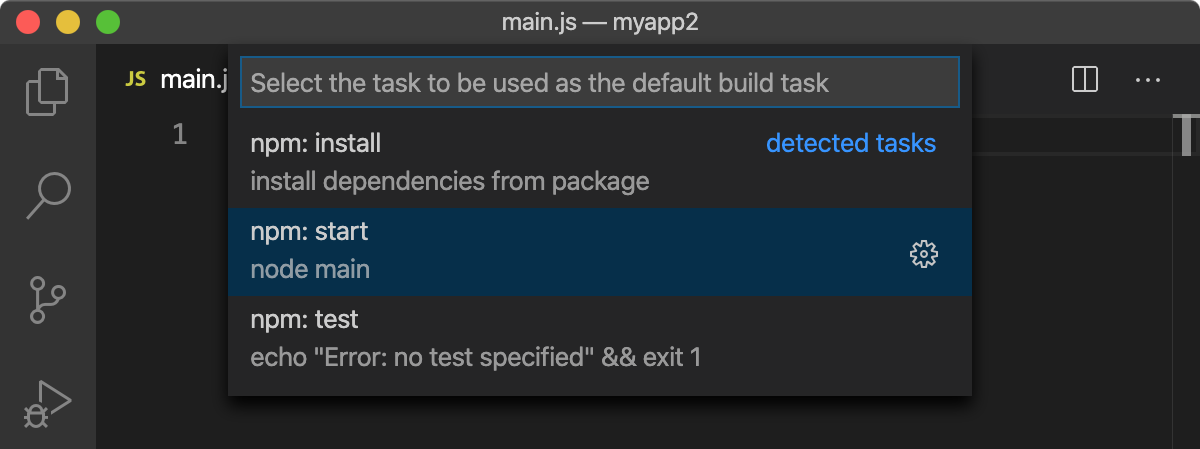 main.js — myapp2
JS main.j
Select the task to be used as the default build task
1
npm: install detected tasks
install dependencies from package
npm: start
node main
npm: test
echo "Error: no test specified" && exit 1